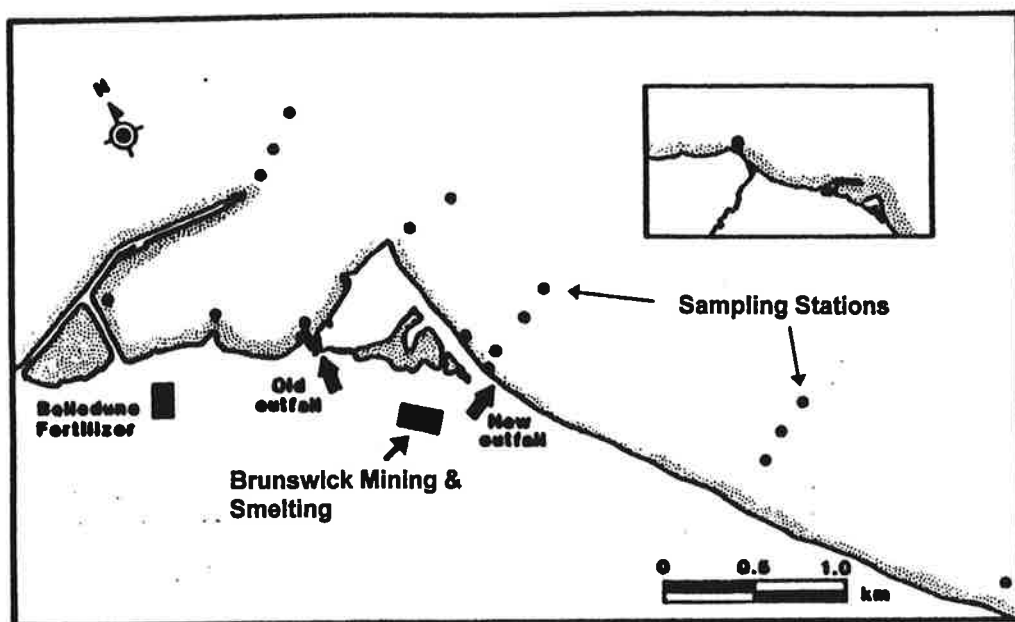 N
Sampling Stations
Belledune
Fertilizer
Old
outfall
New
outfall
Brunswick Mining &
Smelting
0 0.5 1.0
km